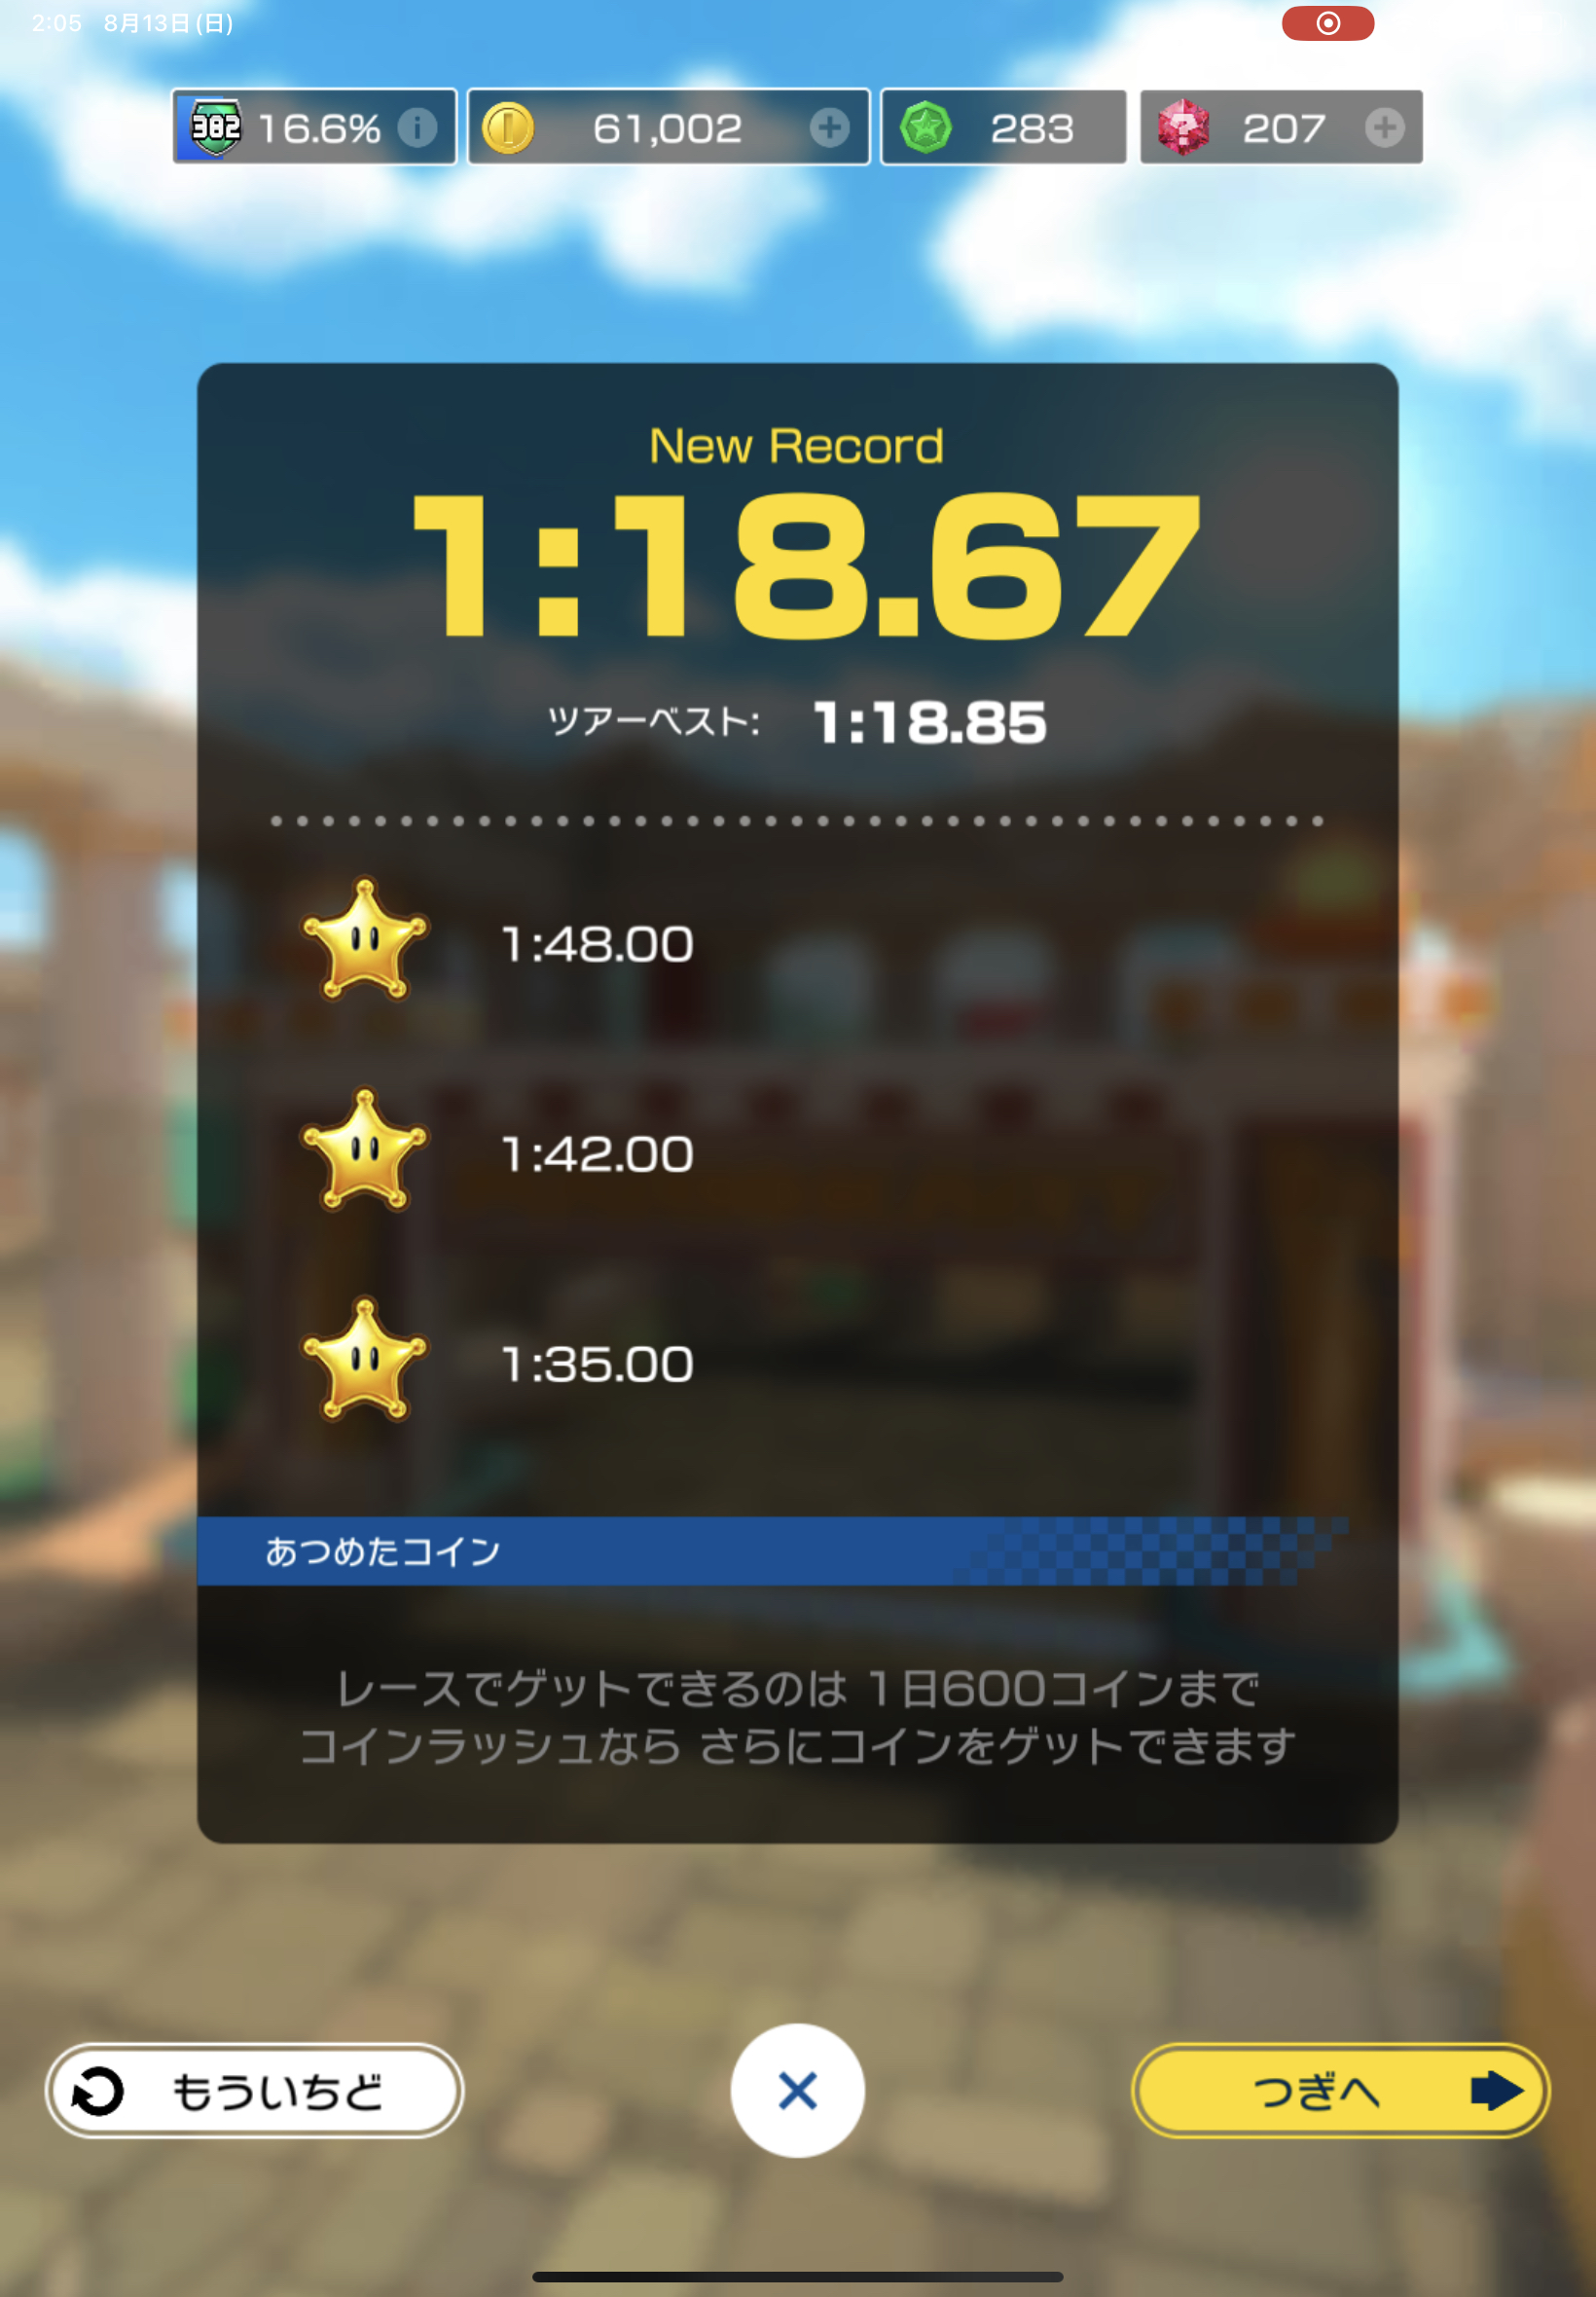 2:05 8月13日(日)
382 16.6% i 61,002 + 283 ? 207 +
New Record
1:18.67
ツアーベスト: 1:18.85
1:48.00
1:42.00
1:35.00
あつめたコイン
レースでゲットできるのは 1日600コインまで
コインラッシュなら さらにコインをゲットできます
もういちど × つぎへ